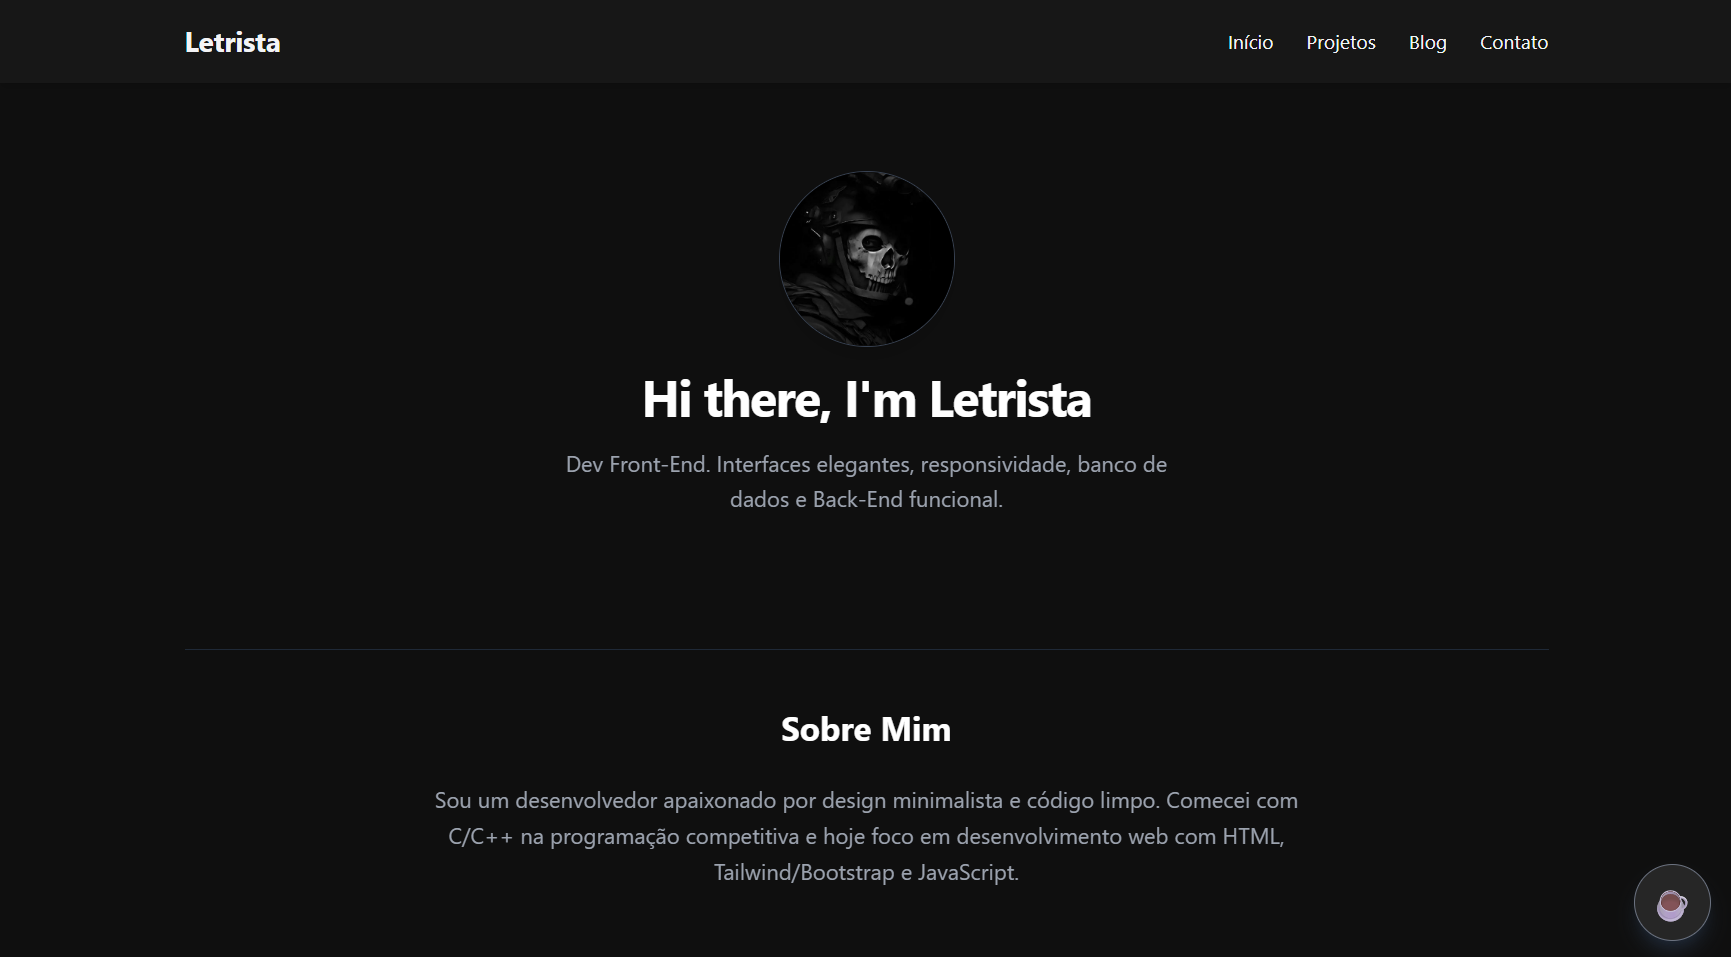 Letrista
Início Projetos Blog Contato
Hi there, I'm Letrista
Dev Front-End. Interfaces elegantes, responsividade, banco de
dados e Back-End funcional.
Sobre Mim
Sou um desenvolvedor apaixonado por design minimalista e código limpo. Comecei com
C/C++ na programação competitiva e hoje foco em desenvolvimento web com HTML,
Tailwind/Bootstrap e JavaScript.